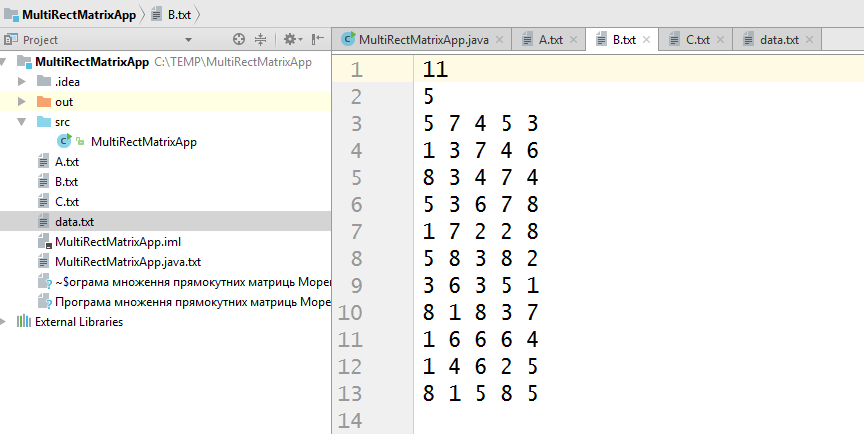 MultiRectMatrixApp B.txt
Project
MultiRectMatrixApp C:\TEMP\MultiRectMatrixApp
.idea
out
src
MultiRectMatrixApp
A.txt
B.txt
C.txt
data.txt
MultiRectMatrixApp.iml
MultiRectMatrixApp.java.txt
~$ограма множення прямокутних матриць Море
Програма множення прямокутних матриць Море
External Libraries
MultiRectMatrixApp.java A.txt B.txt C.txt data.txt
1 11
2 5
3 5 7 4 5 3
4 1 3 7 4 6
5 8 3 4 7 4
6 5 3 6 7 8
7 1 7 2 2 8
8 5 8 3 8 2
9 3 6 3 5 1
10 8 1 8 3 7
11 1 6 6 6 4
12 1 4 6 2 5
13 8 1 5 8 5
14